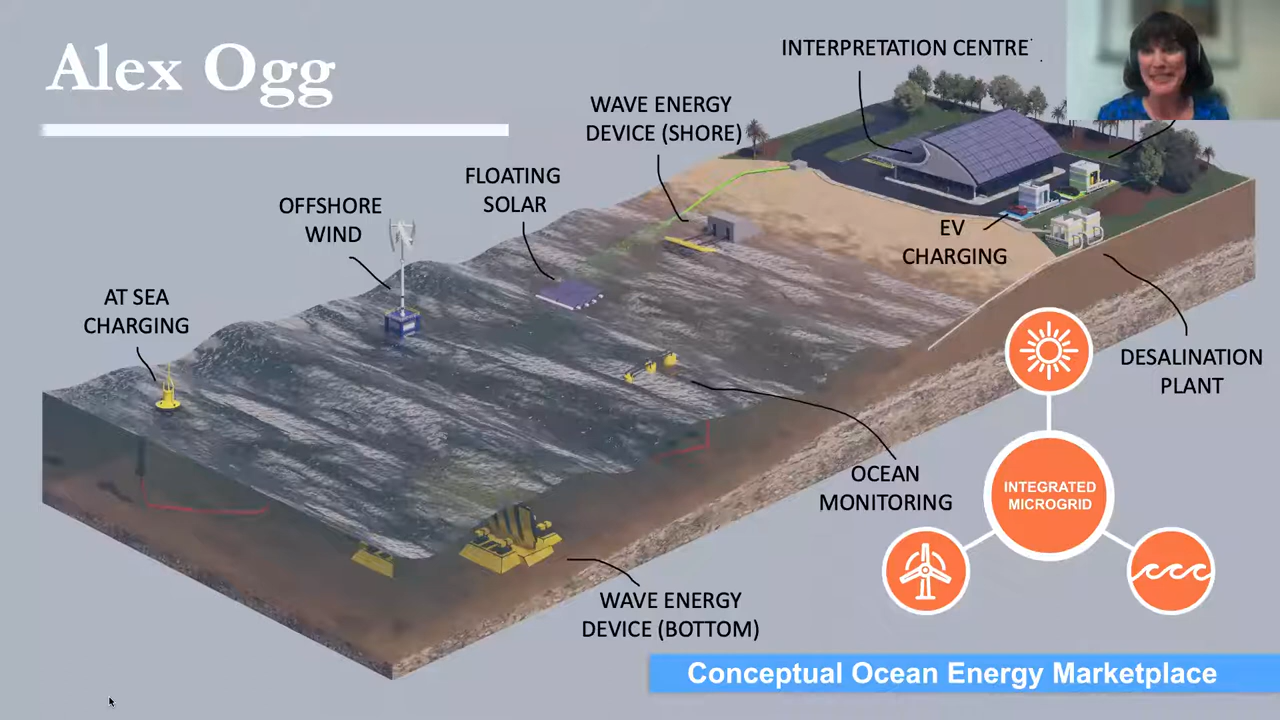 Alex Ogg
INTERPRETATION CENTRE
WAVE ENERGY
DEVICE (SHORE)
FLOATING
SOLAR
OFFSHORE
WIND
AT SEA
CHARGING
EV
CHARGING
DESALINATION
PLANT
OCEAN
MONITORING
INTEGRATED
MICROGRID
WAVE ENERGY
DEVICE (BOTTOM)
Conceptual Ocean Energy Marketplace